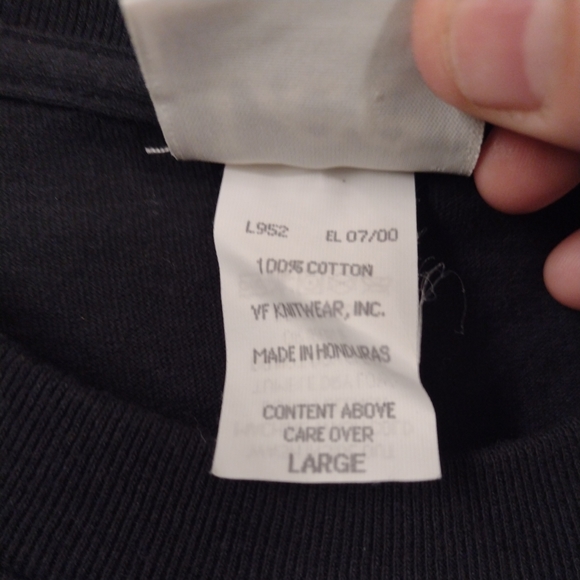 L952 EL 07/00
100% COTTON
VF KNITWEAR, INC.
MADE IN HONDURAS
CONTENT ABOVE
CARE OVER
LARGE